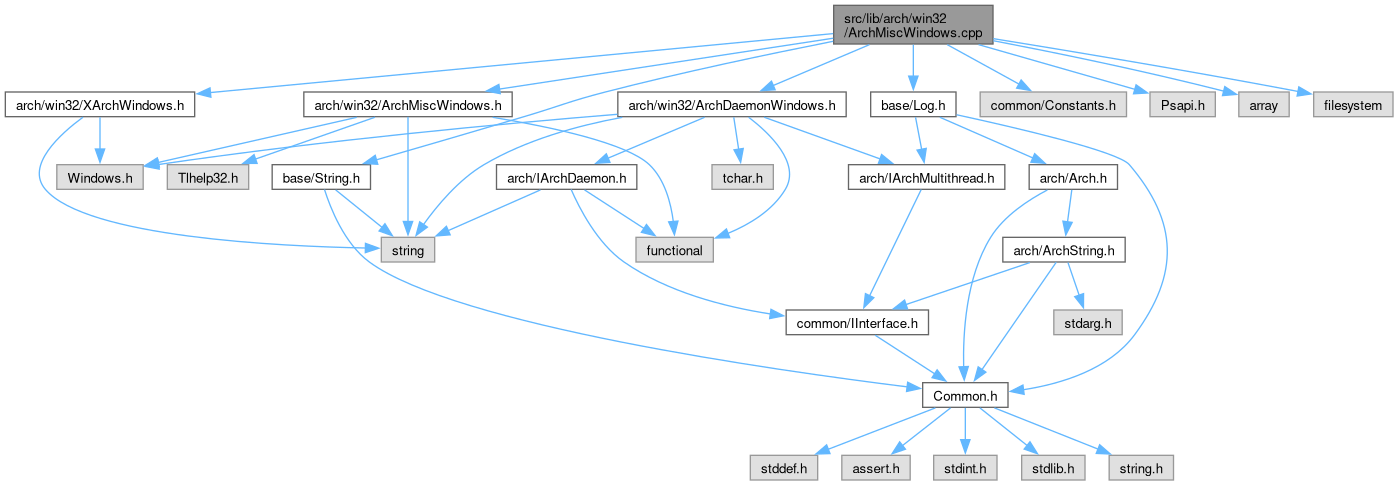 src/lib/arch/win32
/ArchMiscWindows.cpp
arch/win32/XArchWindows.h
arch/win32/ArchMiscWindows.h
arch/win32/ArchDaemonWindows.h
base/Log.h
common/Constants.h
Psapi.h
array
filesystem
Windows.h
Tlhelp32.h
base/String.h
arch/IArchDaemon.h
tchar.h
arch/IArchMultithread.h
arch/Arch.h
string
functional
arch/ArchString.h
common/IInterface.h
stdarg.h
Common.h
stddef.h
assert.h
stdint.h
stdlib.h
string.h